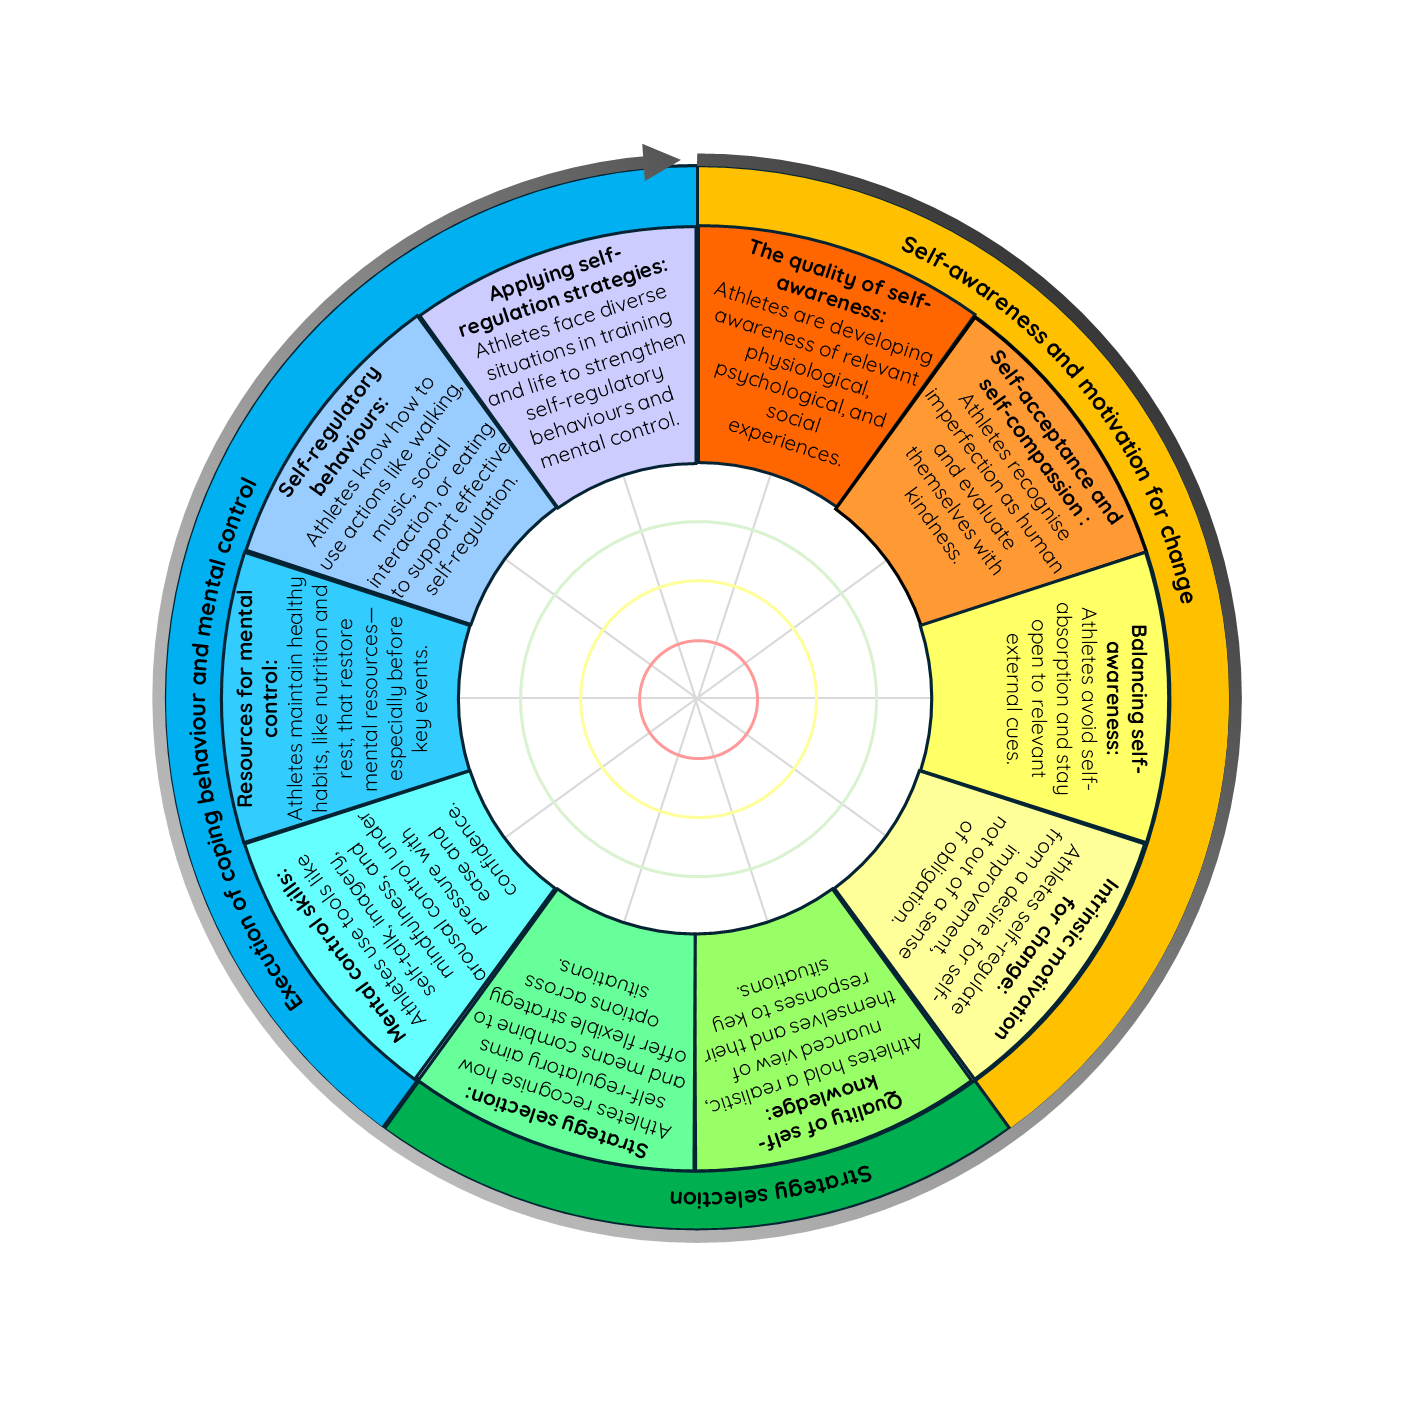 Self-awareness and motivation for change
The quality of self-
awareness:
Athletes are developing
awareness of relevant
physiological,
psychological, and
social
experiences.
Self-acceptance and
self-compassion :
Athletes recognise
imperfection as human
and evaluate
themselves with
kindness.
Balancing self-
awareness:
Athletes avoid self-
absorption and stay
open to relevant
external cues.
Intrinsic motivation
for change:
Athletes self-regulate
from a desire for self-
improvement,
not out of a sense
of obligation.
Strategy selection
Quality of self-
knowledge:
Athletes hold a realistic,
nuanced view of
themselves and their
responses to key
situations.
Strategy selection:
Athletes recognise how
self-regulatory aims
and means combine to
offer flexible strategy
options across
situations.
Execution of coping behaviour and mental control
Mental control skills:
Athletes use tools like
self-talk, imagery,
mindfulness, and
arousal control under
pressure with
ease and
confidence.
Resources for mental
control:
Athletes maintain healthy
habits, like nutrition and
rest, that restore
mental resources—
especially before
key events.
Self-regulatory
behaviours:
Athletes know how to
use actions like walking,
music, social
interaction, or eating
to support effective
self-regulation.
Applying self-
regulation strategies:
Athletes face diverse
situations in training
and life to strengthen
self-regulatory
behaviours and
mental control.